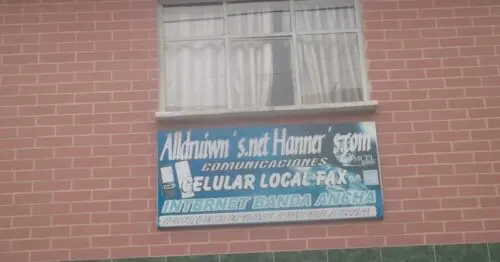 Alldruiwn´s.net Hanner´s.com
COMUNICACIONES
CELULAR LOCAL FAX
INTERNET BANDA ANCHA